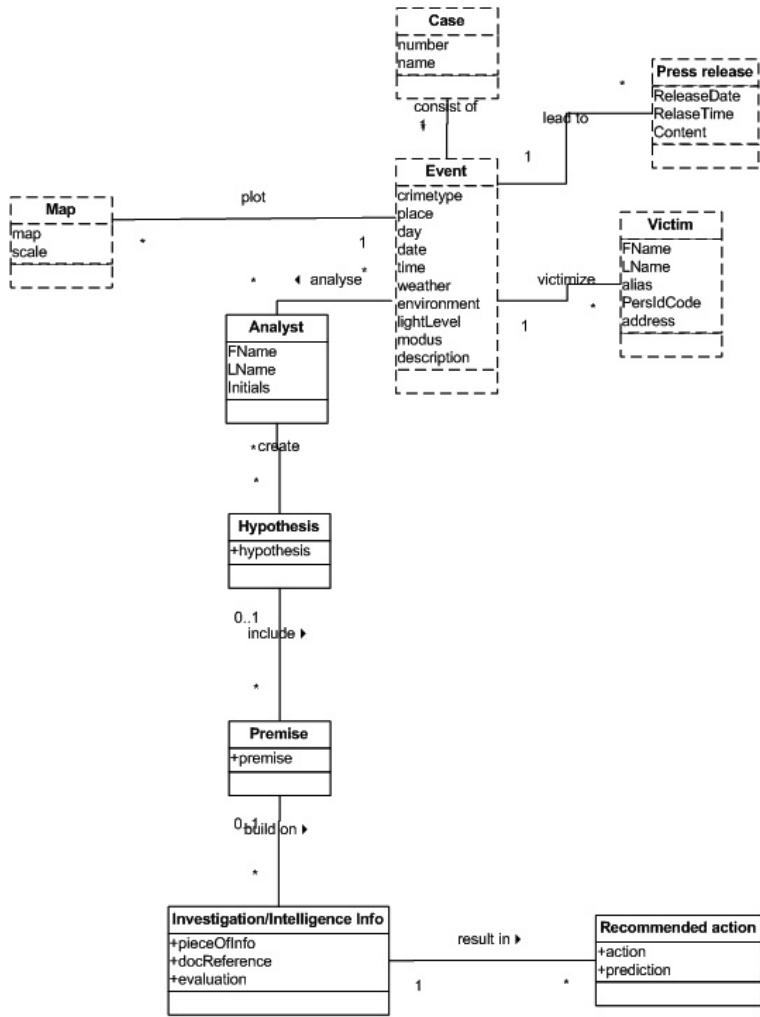 Case
number
name
consist of
1
*
Press release
ReleaseDate
RelaseTime
Content
*
lead to
1
Event
crimetype
place
day
date
time
weather
environment
lightLevel
modus
description
Map
map
scale
plot
*
1
Victim
FName
LName
alias
PersIdCode
address
victimize
1
*
* ◀ analyse *
Analyst
FName
LName
Initials
* create
*
Hypothesis
+hypothesis
0..1
include ▶
*
Premise
+premise
0..1
build on ▶
*
Investigation/Intelligence Info
+pieceOfInfo
+docReference
+evaluation
result in ▶
1
*
Recommended action
+action
+prediction